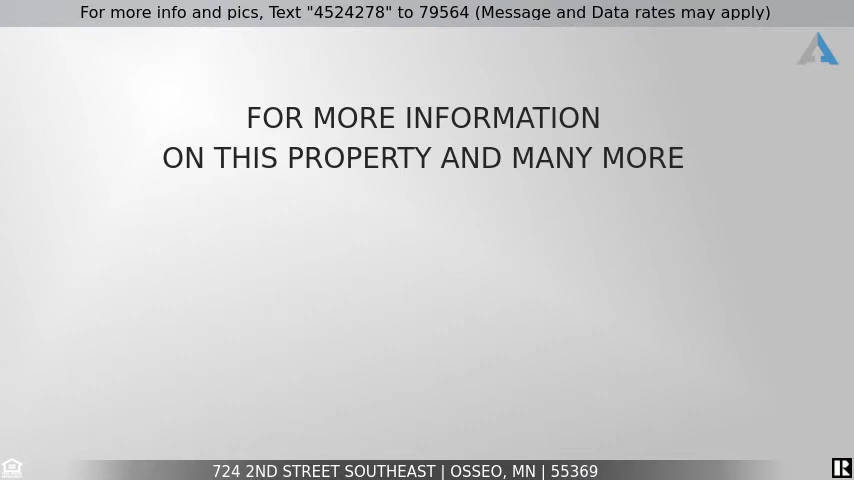 For more info and pics, Text "4524278" to 79564 (Message and Data rates may apply)
FOR MORE INFORMATION
ON THIS PROPERTY AND MANY MORE
724 2ND STREET SOUTHEAST | OSSEO, MN | 55369